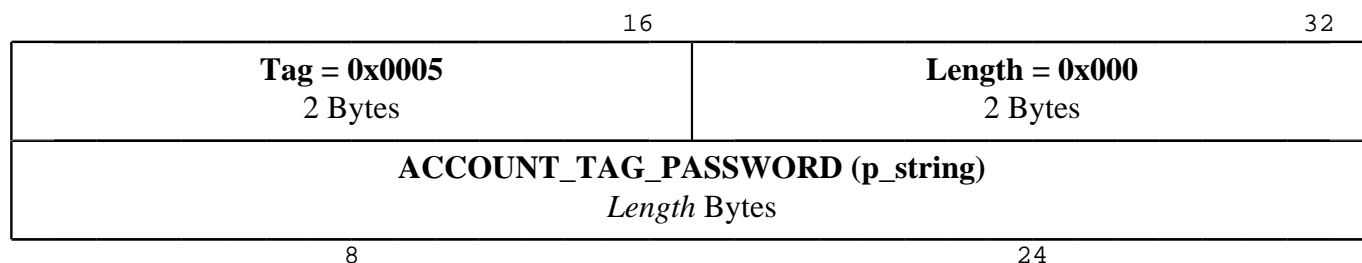 16 32
Tag = 0x0005 Length = 0x000
2 Bytes 2 Bytes
ACCOUNT_TAG_PASSWORD (p_string)
Length Bytes
8 24